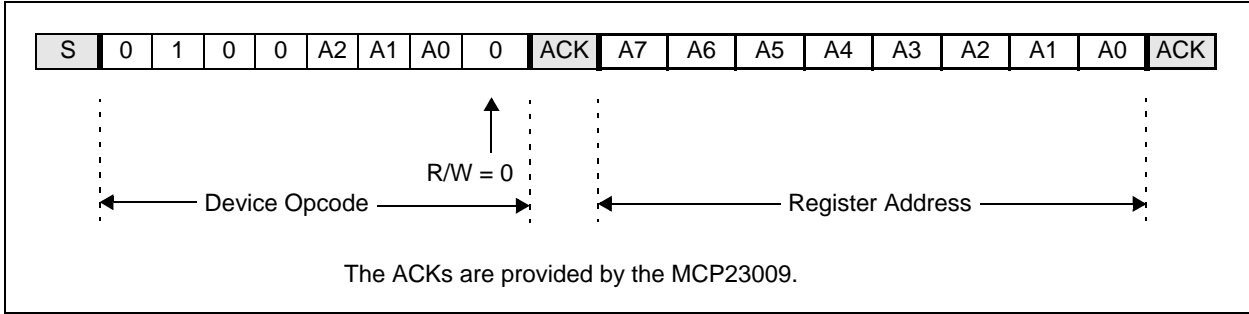 S 0 1 0 0 A2 A1 A0 0 ACK A7 A6 A5 A4 A3 A2 A1 A0 ACK
R/W = 0
Device Opcode Register Address
The ACKs are provided by the MCP23009.